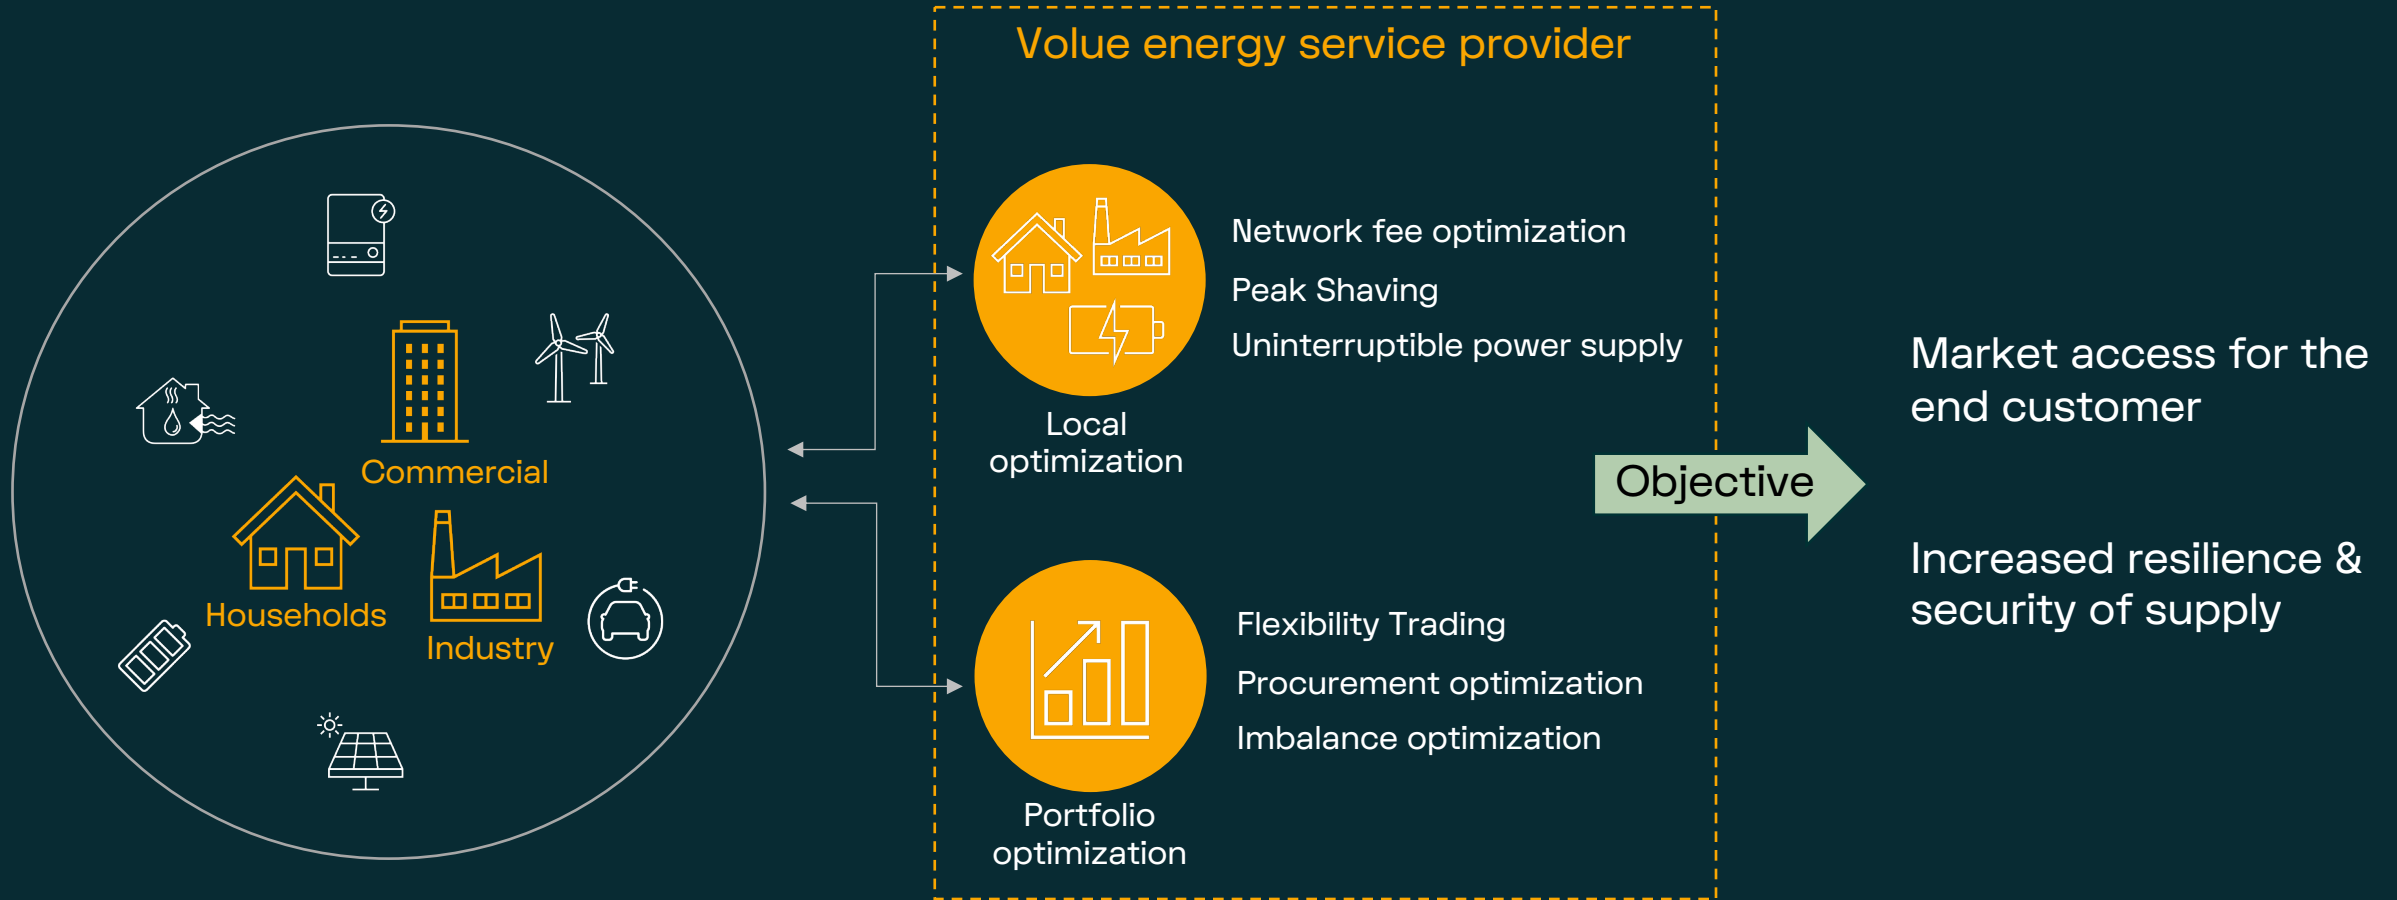 Volue energy service provider
Commercial
Households
Industry
Network fee optimization
Peak Shaving
Uninterruptible power supply
Local
optimization
Flexibility Trading
Procurement optimization
Imbalance optimization
Portfolio
optimization
Objective
Market access for the
end customer
Increased resilience &
security of supply